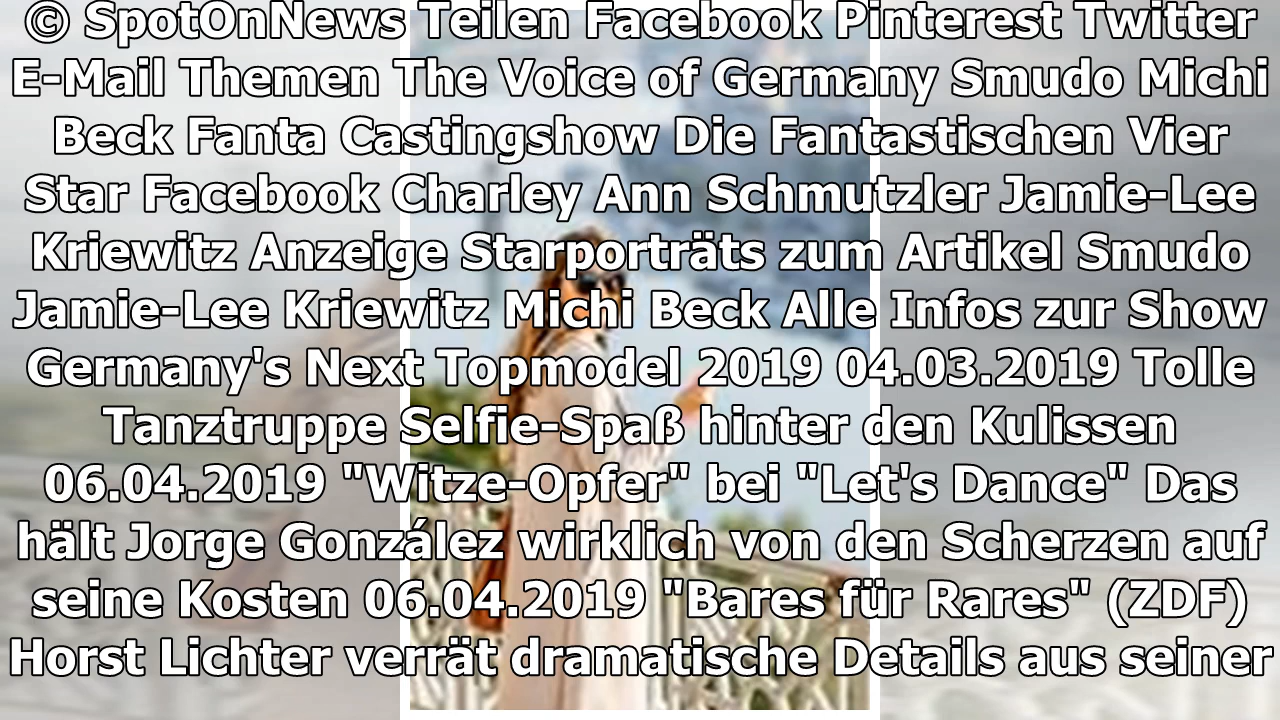 © SpotOnNews Teilen Facebook Pinterest Twitter
E-Mail Themen The Voice of Germany Smudo Michi
Beck Fanta Castingshow Die Fantastischen Vier
Star Facebook Charley Ann Schmutzler Jamie-Lee
Kriewitz Anzeige Starporträts zum Artikel Smudo
Jamie-Lee Kriewitz Michi Beck Alle Infos zur Show
Germany's Next Topmodel 2019 04.03.2019 Tolle
Tanztruppe Selfie-Spaß hinter den Kulissen
06.04.2019 "Witze-Opfer" bei "Let's Dance" Das
hält Jorge González wirklich von den Scherzen auf
seine Kosten 06.04.2019 "Bares für Rares" (ZDF)
Horst Lichter verrät dramatische Details aus seiner